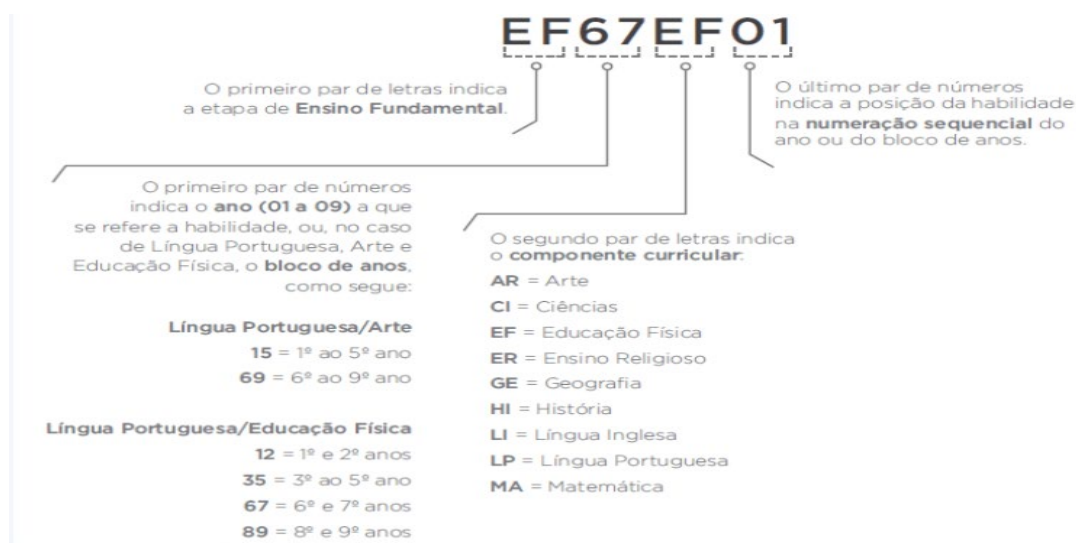 EF67EF01
O primeiro par de letras indica
a etapa de Ensino Fundamental.
O último par de números
indica a posição da habilidade
na numeração sequencial do
ano ou do bloco de anos.
O primeiro par de números
indica o ano (01 a 09) a que
se refere a habilidade, ou, no caso
de Língua Portuguesa, Arte e
Educação Física, o bloco de anos,
como segue:
Língua Portuguesa/Arte
15 = 1º ao 5º ano
69 = 6º ao 9º ano
Língua Portuguesa/Educação Física
12 = 1º e 2º anos
35 = 3º ao 5º ano
67 = 6º e 7º anos
89 = 8º e 9º anos
O segundo par de letras indica
o componente curricular:
AR = Arte
CI = Ciências
EF = Educação Física
ER = Ensino Religioso
GE = Geografia
HI = História
LI = Língua Inglesa
LP = Língua Portuguesa
MA = Matemática